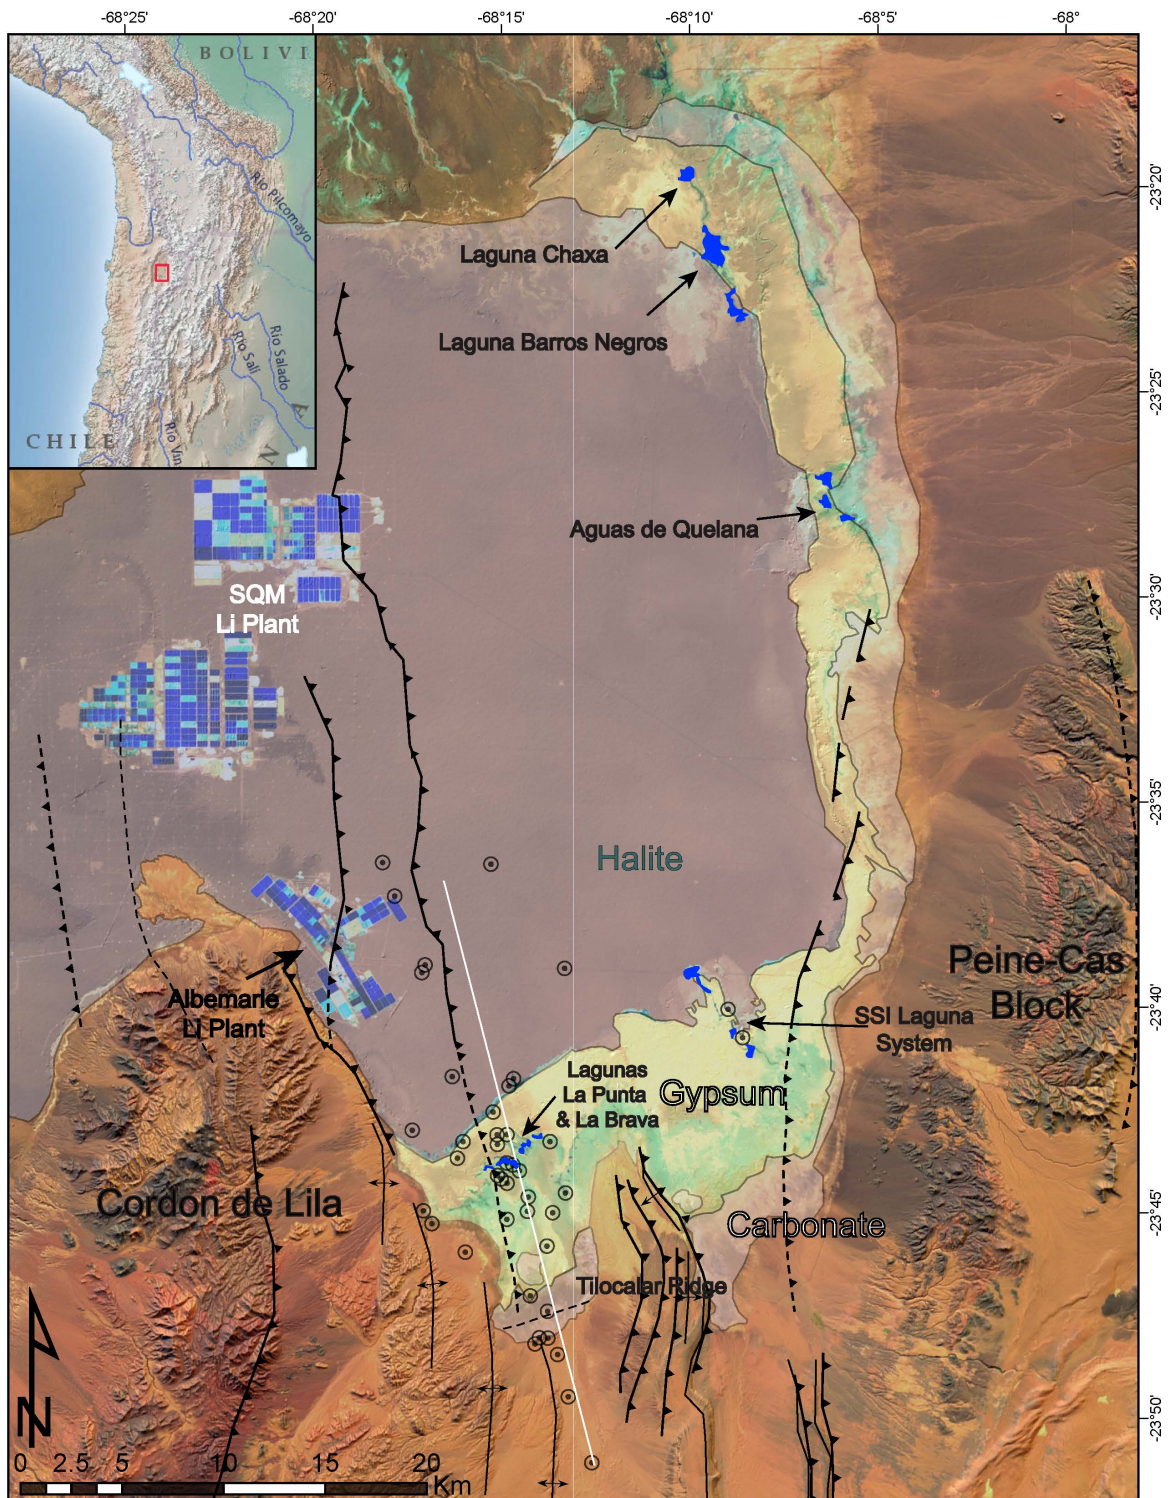 -68°25'
-68°20'
-68°15'
-68°10'
-68°5'
-68°
BOLIVI
Rio Pilcomayo
Rio Salado
Rio Sali
CHILE
-23°20'
Laguna Chaxa
Laguna Barros Negros
-23°25'
Aguas de Quelana
SQM
Li Plant
-23°30'
-23°35'
Halite
Peine-Cas
Block
Albemarle
Li Plant
-23°40'
SSI Laguna
System
Lagunas
La Punta
& La Brava
Gypsum
Cordon de Lila
-23°45'
Carbonate
Tilocalar Ridge
-23°50'
N
0 2.5 5 10 15 20
Km